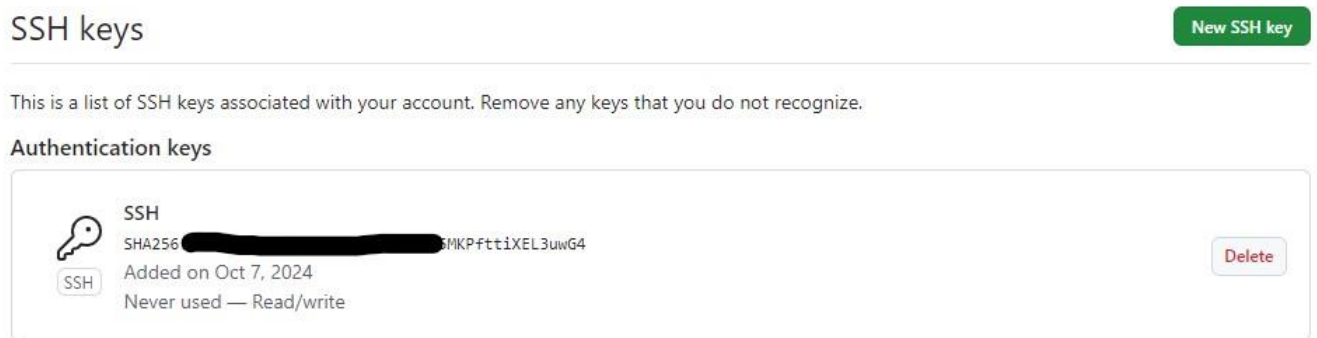 SSH keys
New SSH key
This is a list of SSH keys associated with your account. Remove any keys that you do not recognize.
Authentication keys
SSH
SHA256 MKPfttiXEL3uwG4
Added on Oct 7, 2024
Never used — Read/write
SSH
Delete